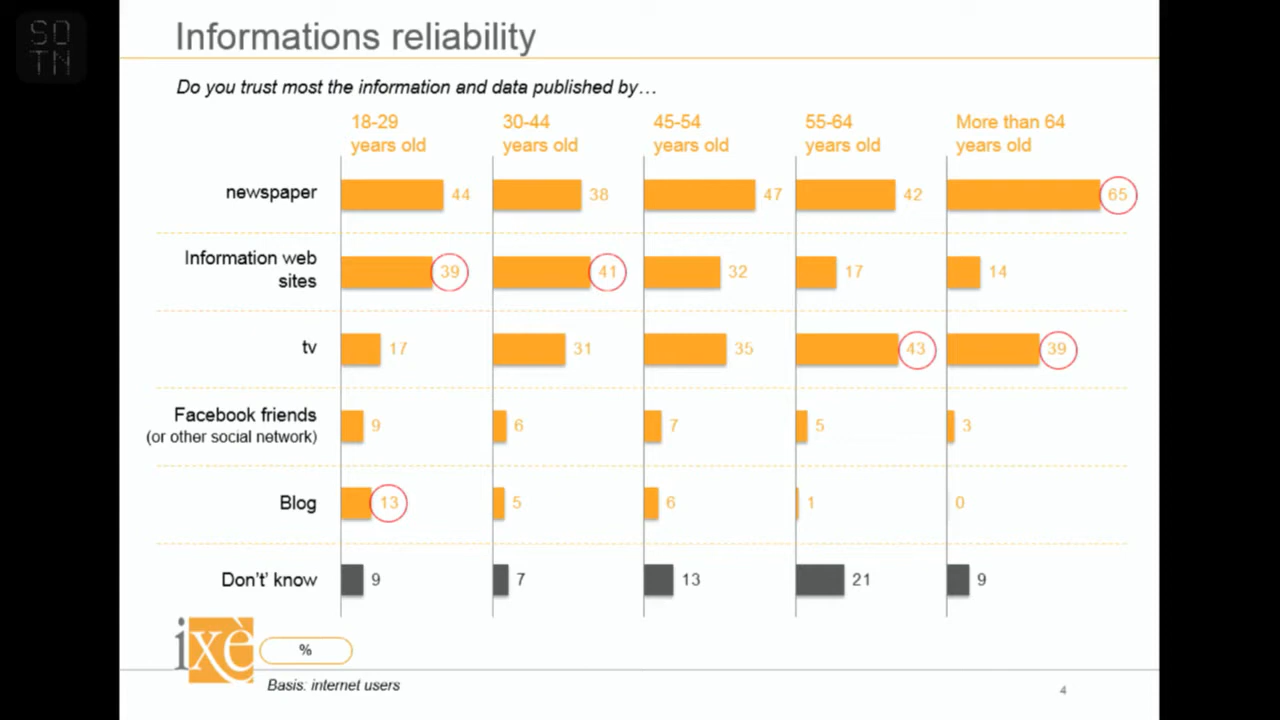 SO
TN
Informations reliability
Do you trust most the information and data published by…
18-29 30-44 45-54 55-64 More than 64
years old years old years old years old years old
newspaper 44 38 47 42 65
Information web
sites 39 41 32 17 14
tv 17 31 35 43 39
Facebook friends
(or other social network) 9 6 7 5 3
Blog 13 5 6 1 0
Don't' know 9 7 13 21 9
ixè %
Basis: internet users 4